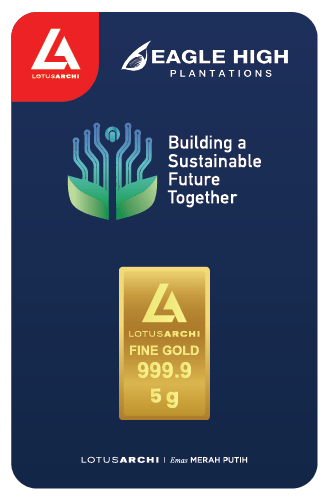 LOTUSARCHI
EAGLE HIGH
PLANTATIONS
Building a
Sustainable
Future
Together
LOTUSARCHI
FINE GOLD
999.9
5 g
LOTUSARCHI | Emas MERAH PUTIH